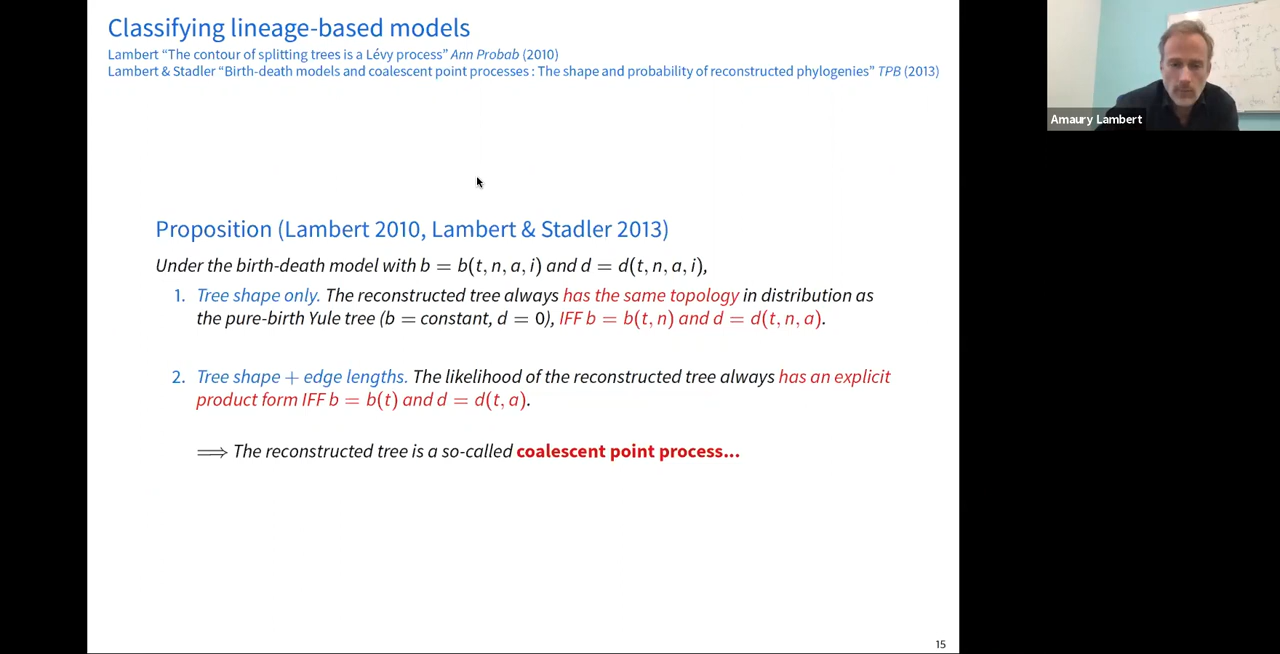 Classifying lineage-based models
Lambert “The contour of splitting trees is a Lévy process” Ann Probab (2010)
Lambert & Stadler “Birth-death models and coalescent point processes : The shape and probability of reconstructed phylogenies” TPB (2013)
Amaury Lambert
Proposition (Lambert 2010, Lambert & Stadler 2013)
Under the birth-death model with b = b(t, n, a, i) and d = d(t, n, a, i),
1. Tree shape only. The reconstructed tree always has the same topology in distribution as
the pure-birth Yule tree (b = constant, d = 0), IFF b = b(t, n) and d = d(t, n, a).
2. Tree shape + edge lengths. The likelihood of the reconstructed tree always has an explicit
product form IFF b = b(t) and d = d(t, a).
⟹ The reconstructed tree is a so-called coalescent point process...
15